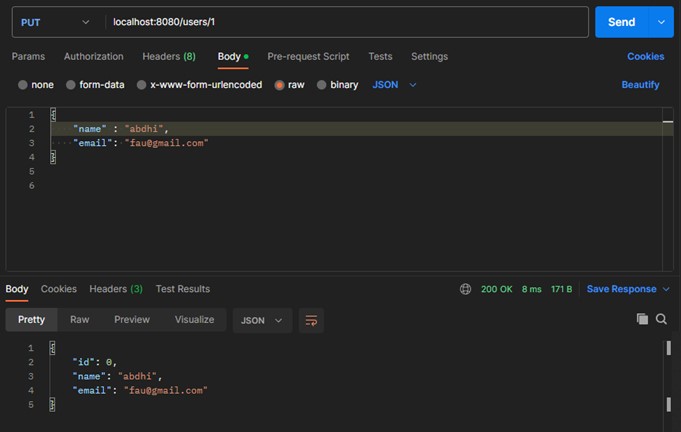 PUT localhost:8080/users/1 Send
Params Authorization Headers (8) Body Pre-request Script Tests Settings Cookies
none form-data x-www-form-urlencoded raw binary JSON Beautify
1 {
2 "name" : "abdhi",
3 "email": "fau@gmail.com"
4 }
5
6
Body Cookies Headers (3) Test Results 200 OK 8 ms 171 B Save Response
Pretty Raw Preview Visualize JSON
1 {
2 "id": 0,
3 "name": "abdhi",
4 "email": "fau@gmail.com"
5 }